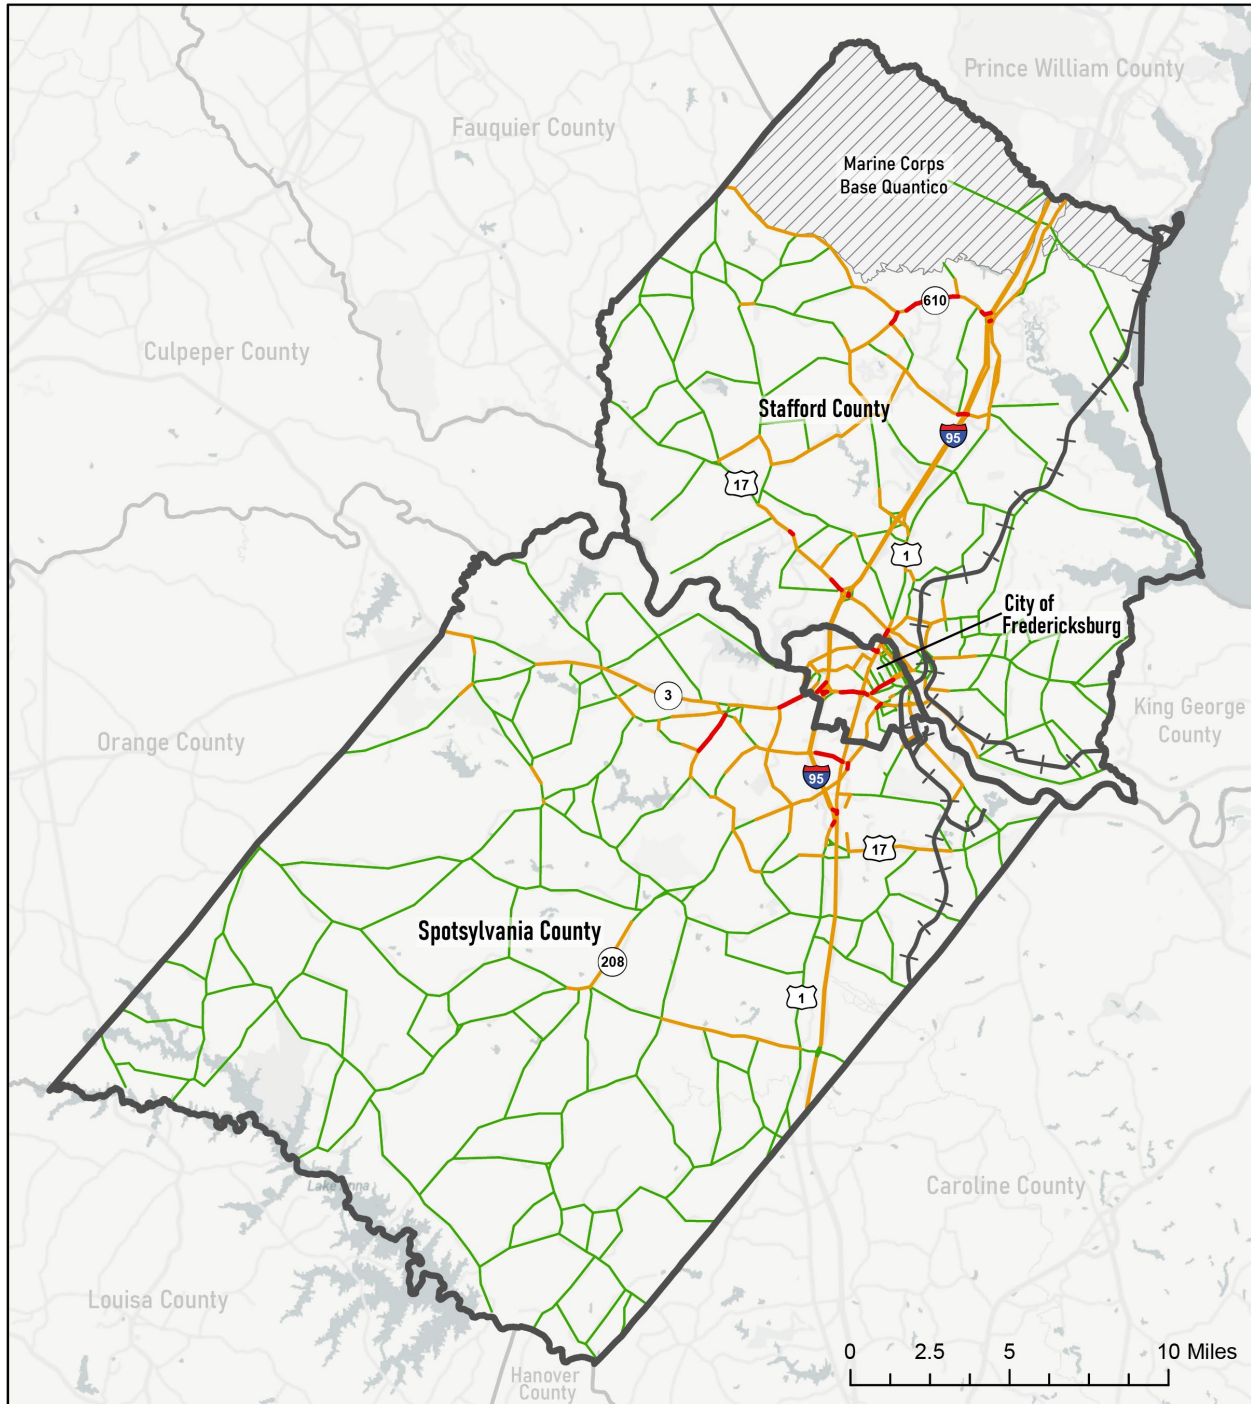 Prince William County
Fauquier County
Marine Corps
Base Quantico
610
Culpeper County
Stafford County
95
17
1
City of
Fredericksburg
3
King George
County
Orange County
95
17
Spotsylvania County
208
1
Lake Anna
Caroline County
Louisa County
0 2.5 5 10 Miles
Hanover
County